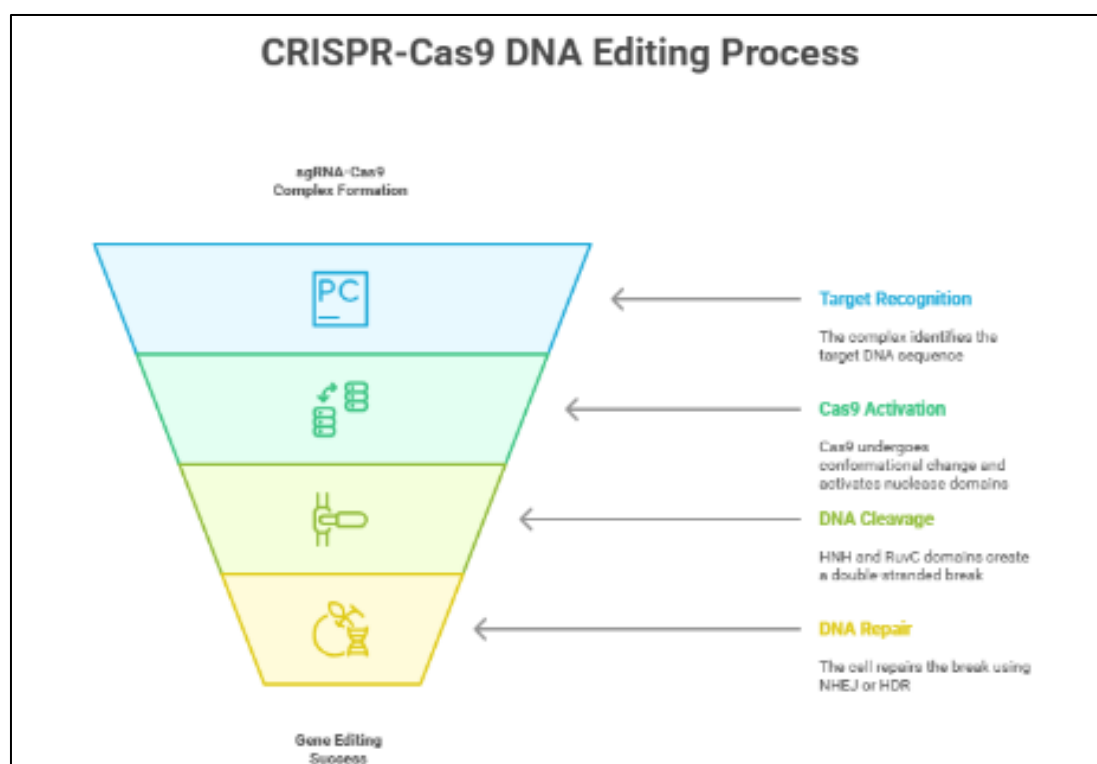 CRISPR-Cas9 DNA Editing Process
sgRNA-Cas9
Complex Formation
PC
Target Recognition
The complex identifies the
target DNA sequence
Cas9 Activation
Cas9 undergoes
conformational change and
activates nuclease domains
DNA Cleavage
HNH and RuvC domains create
a double-stranded break
DNA Repair
The cell repairs the break using
NHEJ or HDR
Gene Editing
Success